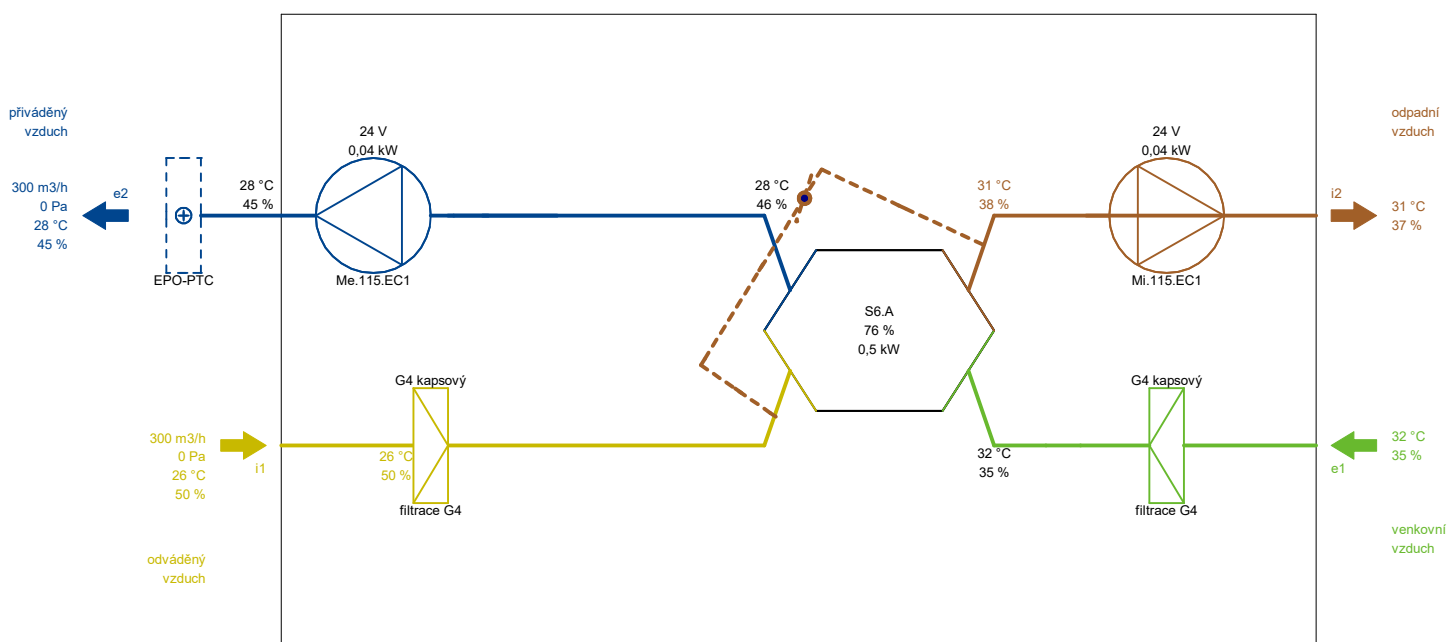 přiváděný
vzduch
300 m3/h
0 Pa
28 °C
45 %
e2
EPO-PTC
28 °C
45 %
24 V
0,04 kW
Me.115.EC1
28 °C
46 %
31 °C
38 %
24 V
0,04 kW
Mi.115.EC1
odpadní
vzduch
i2
31 °C
37 %
S6.A
76 %
0,5 kW
300 m3/h
0 Pa
26 °C
50 %
i1
odváděný
vzduch
G4 kapsový
26 °C
50 %
filtrace G4
32 °C
35 %
G4 kapsový
filtrace G4
32 °C
35 %
e1
venkovní
vzduch